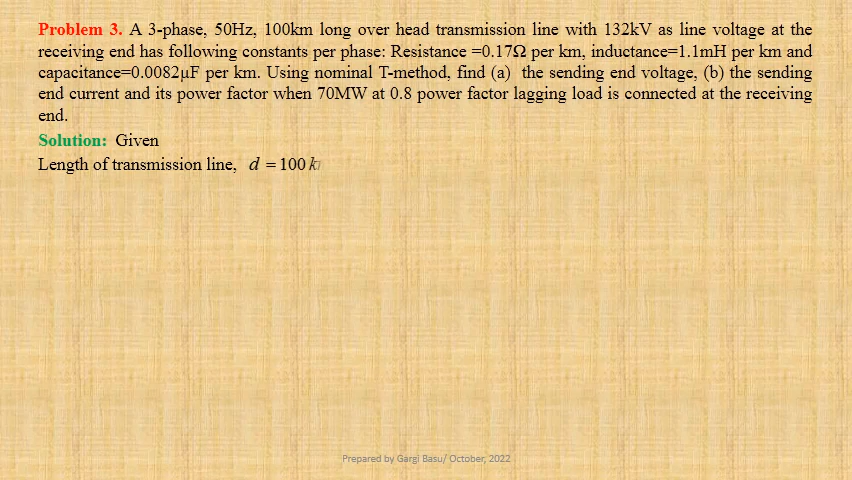 Problem 3. A 3-phase, 50Hz, 100km long over head transmission line with 132kV as line voltage at the
receiving end has following constants per phase: Resistance =0.17Ω per km, inductance=1.1mH per km and
capacitance=0.0082µF per km. Using nominal T-method, find (a) the sending end voltage, (b) the sending
end current and its power factor when 70MW at 0.8 power factor lagging load is connected at the receiving
end.
Solution: Given
Length of transmission line, d = 100
Prepared by Gargi Basu/ October, 2022